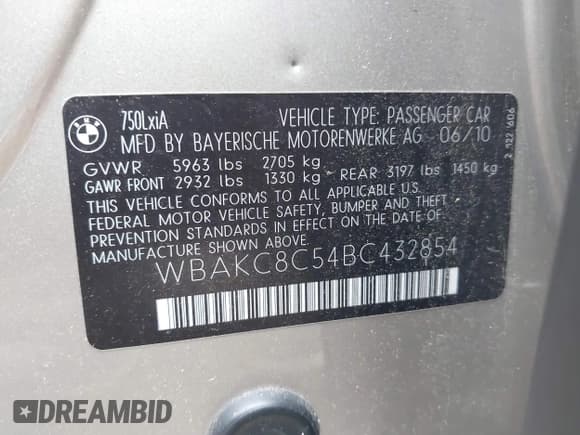 BMW
750LxiA
VEHICLE TYPE: PASSENGER CAR
MFD BY BAYERISCHE MOTORENWERKE AG 06/10
GVWR 5963 lbs 2705 kg
GAWR FRONT 2932 lbs 1330 kg - REAR 3197 lbs 1450 kg
THIS VEHICLE CONFORMS TO ALL APPLICABLE U.S.
FEDERAL MOTOR VEHICLE SAFETY, BUMPER AND THEFT
PREVENTION STANDARDS IN EFFECT ON THE DATE OF
MANUFACTURE SHOWN ABOVE.
WBAKC8C54BC432854
DREAMBID